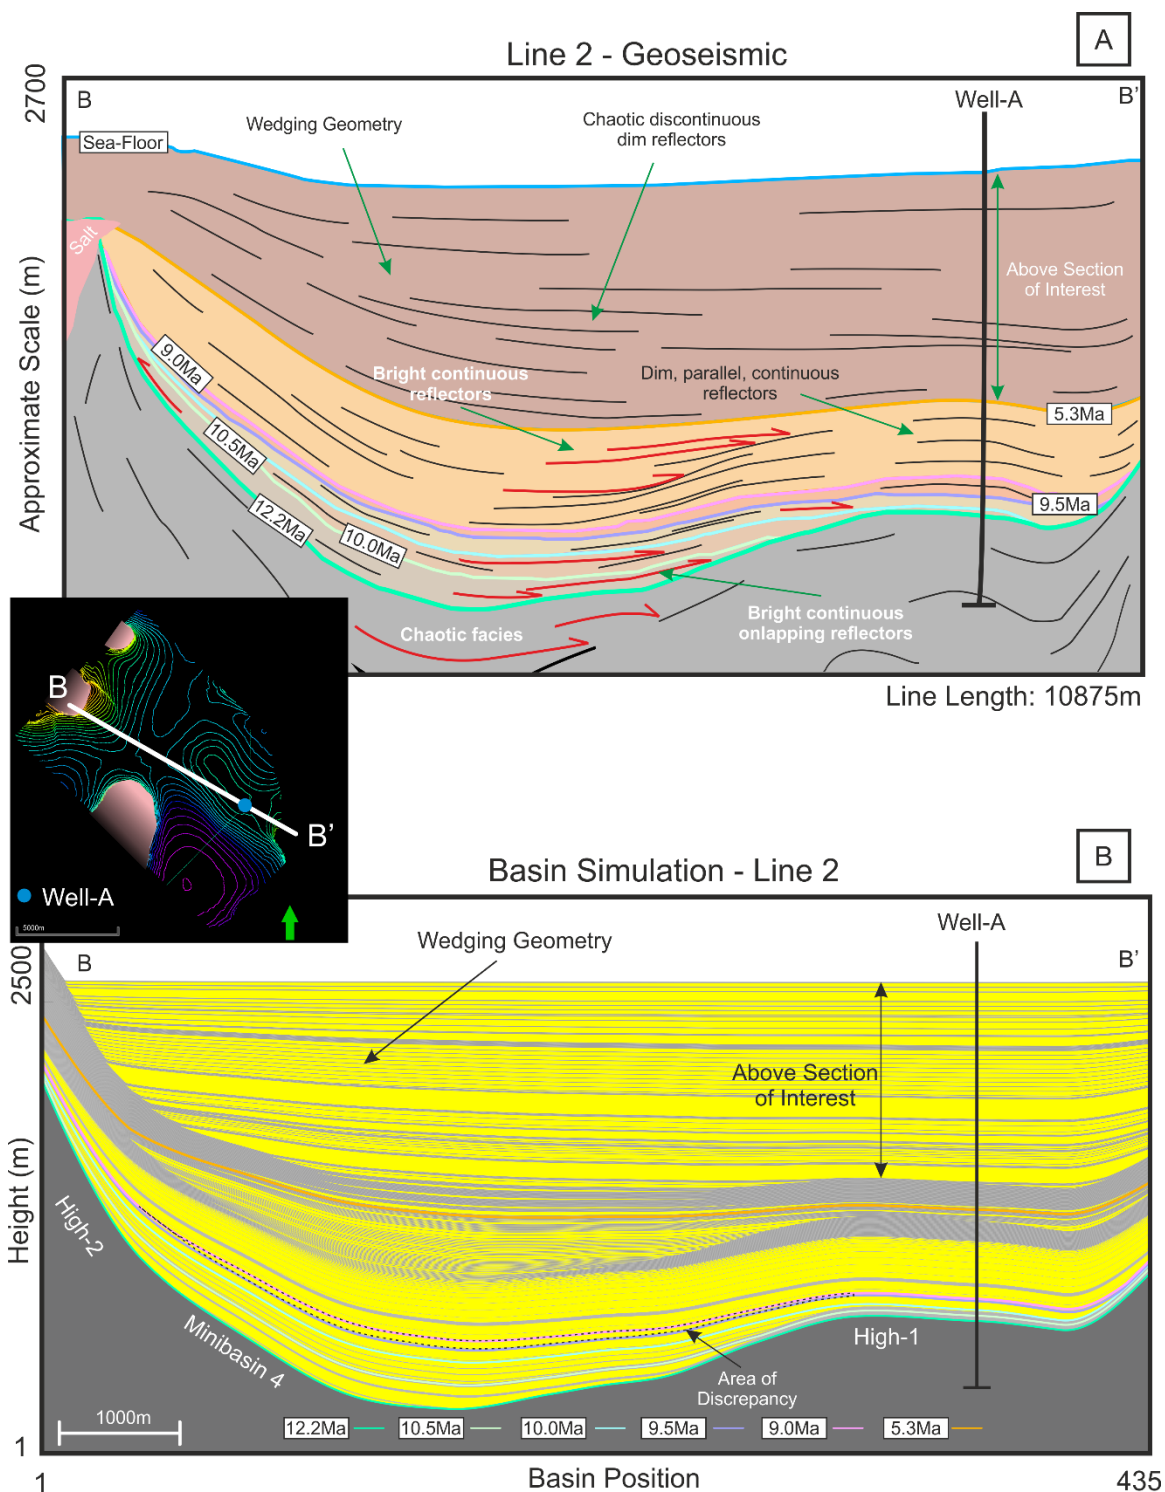 A
Line 2 - Geoseismic
2700
B
Well-A
B'
Sea-Floor
Wedging Geometry
Chaotic discontinuous
dim reflectors
Salt
Above Section
of Interest
Approximate Scale (m)
9.0Ma
Bright continuous
reflectors
Dim, parallel, continuous
reflectors
5.3Ma
10.5Ma
12.2Ma
10.0Ma
9.5Ma
Chaotic facies
Bright continuous
onlapping reflectors
Line Length: 10875m
B
B'
Well-A
5000m
B
Basin Simulation - Line 2
2500
B
Wedging Geometry
Well-A
B'
Above Section
of Interest
Height (m)
High-2
Minibasin 4
High-1
Area of
Discrepancy
1000m
12.2Ma
10.5Ma
10.0Ma
9.5Ma
9.0Ma
5.3Ma
1
1
Basin Position
435